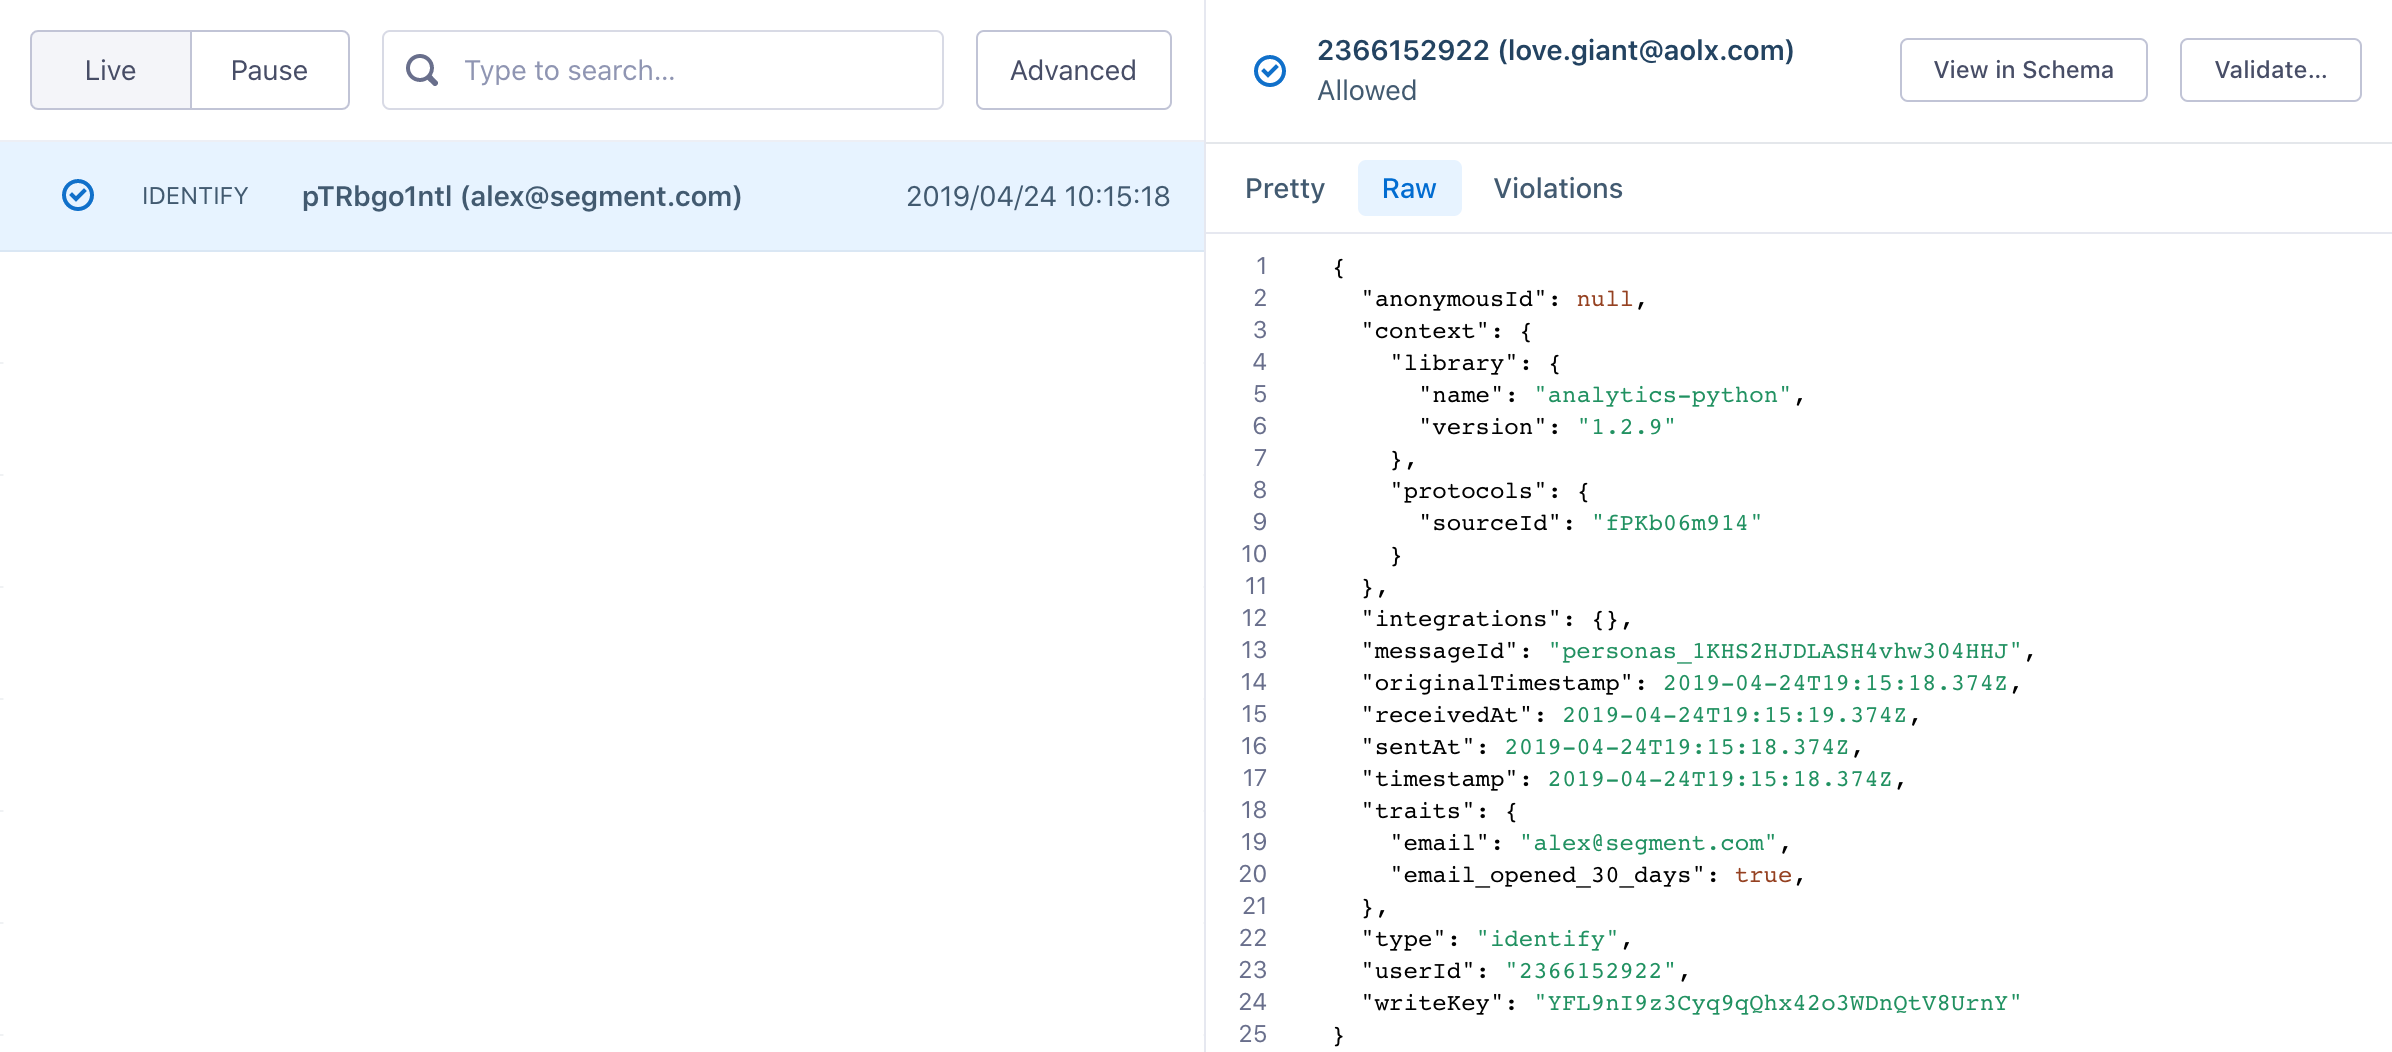 Live Pause Type to search... Advanced
IDENTIFY pTRbgo1ntl (alex@segment.com) 2019/04/24 10:15:18
2366152922 (love.giant@aolx.com)
Allowed
View in Schema Validate...
Pretty Raw Violations
1 {
2 "anonymousId": null,
3 "context": {
4 "library": {
5 "name": "analytics-python",
6 "version": "1.2.9"
7 },
8 "protocols": {
9 "sourceId": "fPKb06m914"
10 }
11 },
12 "integrations": {},
13 "messageId": "personas_1KHS2HJDLASH4vhw304HHJ",
14 "originalTimestamp": 2019-04-24T19:15:18.374Z,
15 "receivedAt": 2019-04-24T19:15:19.374Z,
16 "sentAt": 2019-04-24T19:15:18.374Z,
17 "timestamp": 2019-04-24T19:15:18.374Z,
18 "traits": {
19 "email": "alex@segment.com",
20 "email_opened_30_days": true,
21 },
22 "type": "identify",
23 "userId": "2366152922",
24 "writeKey": "YFL9nI9z3Cyq9qQhx42o3WDnQtV8UrnY"
25 }